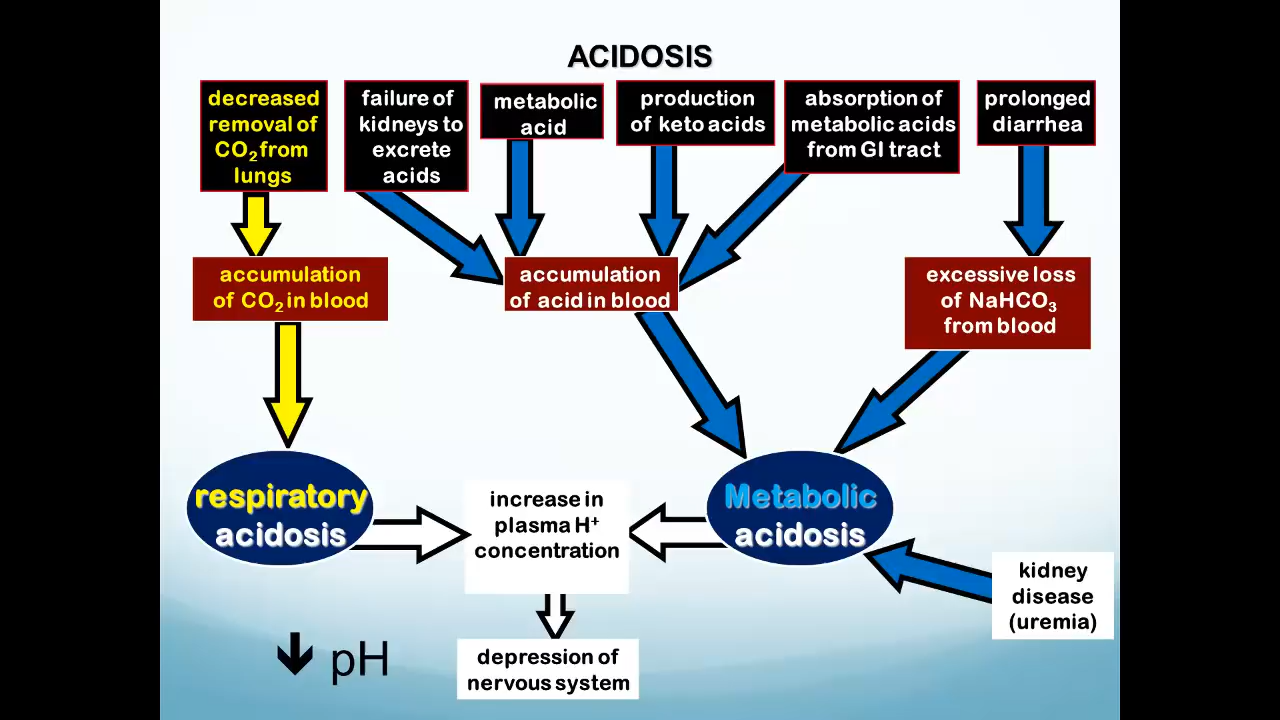 ACIDOSIS
decreased
removal of
CO₂ from
lungs
failure of
kidneys to
excrete
acids
metabolic
acid
production
of keto acids
absorption of
metabolic acids
from GI tract
prolonged
diarrhea
accumulation
of CO₂ in blood
accumulation
of acid in blood
excessive loss
of NaHCO₃
from blood
respiratory
acidosis
increase in
plasma H⁺
concentration
Metabolic
acidosis
kidney
disease
(uremia)
↓ pH
depression of
nervous system